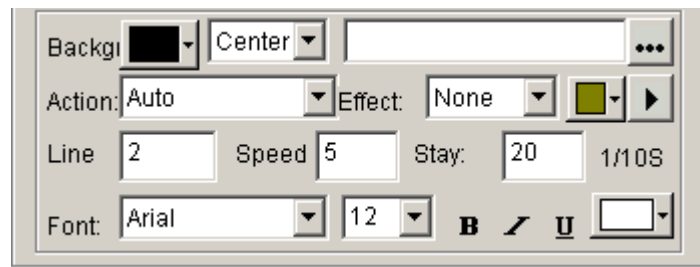 Backgr Center ...
Action: Auto Effect: None
Line 2 Speed 5 Stay: 20 1/10S
Font: Arial 12 B I U